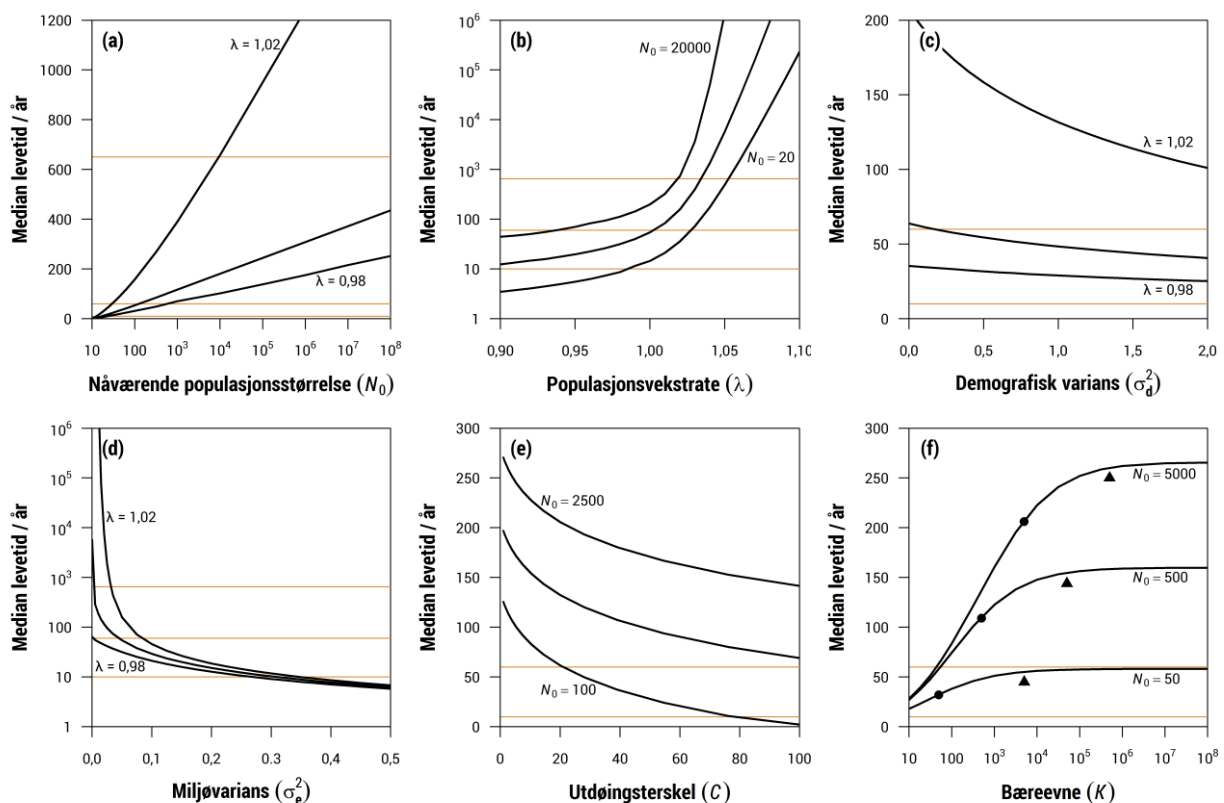 (a)
Median levetid / år
1200
1000
800
600
400
200
0
λ = 1,02
λ = 0,98
10 100 10³ 10⁴ 10⁵ 10⁶ 10⁷ 10⁸
Nåværende populasjonsstørrelse (N₀)
(b)
Median levetid / år
10⁶
10⁵
10⁴
10³
100
10
1
N₀ = 20000
N₀ = 20
0,90 0,95 1,00 1,05 1,10
Populasjonsvekstrate (λ)
(c)
Median levetid / år
200
150
100
50
0
λ = 1,02
λ = 0,98
0,0 0,5 1,0 1,5 2,0
Demografisk varians (σ_d²)
(d)
Median levetid / år
10⁶
10⁵
10⁴
10³
100
10
1
λ = 1,02
λ = 0,98
0,0 0,1 0,2 0,3 0,4 0,5
Miljøvarians (σ_e²)
(e)
Median levetid / år
300
250
200
150
100
50
0
N₀ = 2500
N₀ = 100
0 20 40 60 80 100
Utdøingsterskel (C)
(f)
Median levetid / år
300
250
200
150
100
50
0
N₀ = 5000
N₀ = 500
N₀ = 50
10 100 10³ 10⁴ 10⁵ 10⁶ 10⁷ 10⁸
Bæreevne (K)